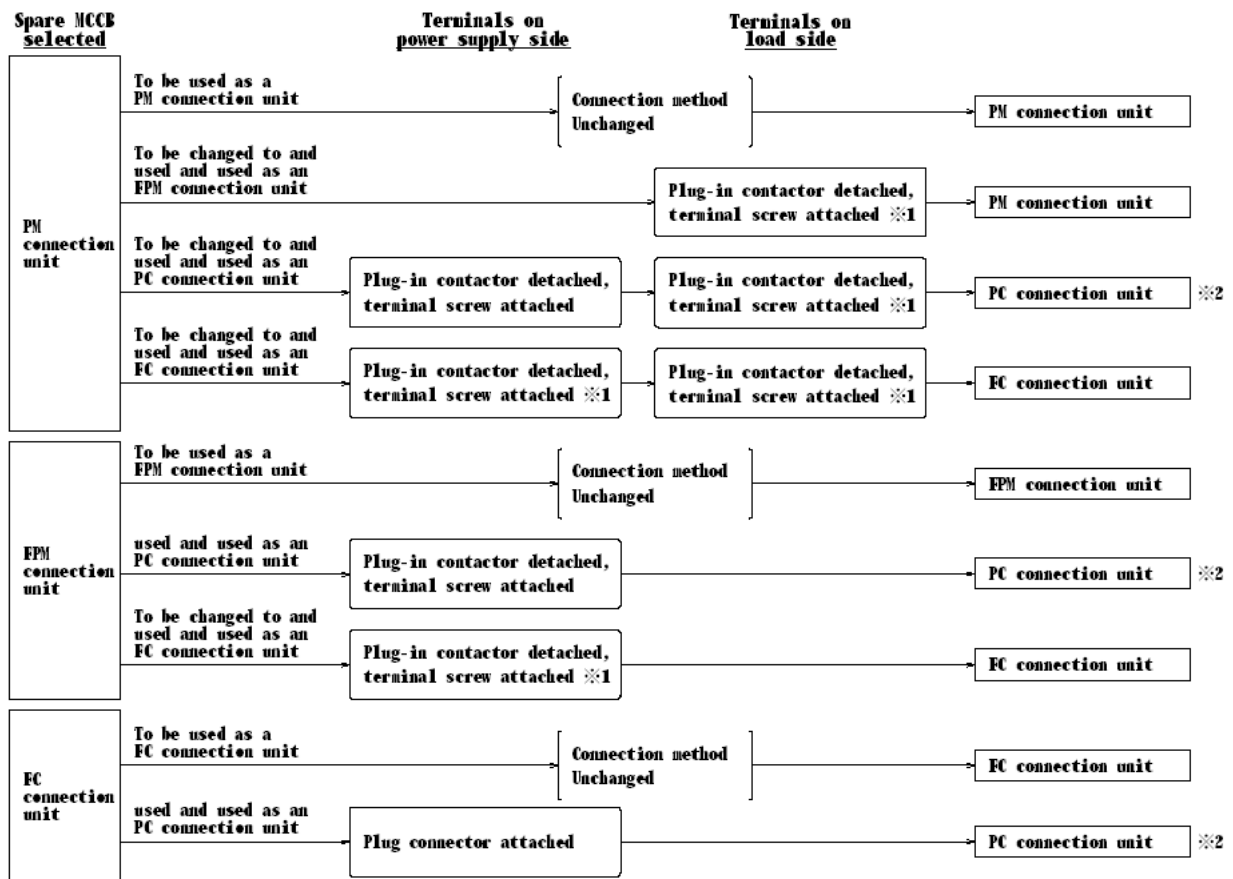 Spare MCCB
selected
Terminals on
power supply side
Terminals on
load side
PM
connection
unit
To be used as a
PM connection unit
Connection method
Unchanged
PM connection unit
To be changed to and
used and used as an
FPM connection unit
Plug-in contactor detached,
terminal screw attached ※1
PM connection unit
To be changed to and
used and used as an
PC connection unit
Plug-in contactor detached,
terminal screw attached
Plug-in contactor detached,
terminal screw attached ※1
PC connection unit ※2
To be changed to and
used and used as an
FC connection unit
Plug-in contactor detached,
terminal screw attached ※1
Plug-in contactor detached,
terminal screw attached ※1
FC connection unit
FPM
connection
unit
To be used as a
FPM connection unit
Connection method
Unchanged
FPM connection unit
used and used as an
PC connection unit
Plug-in contactor detached,
terminal screw attached
PC connection unit ※2
To be changed to and
used and used as an
FC connection unit
Plug-in contactor detached,
terminal screw attached ※1
FC connection unit
FC
connection
unit
To be used as a
FC connection unit
Connection method
Unchanged
FC connection unit
used and used as an
PC connection unit
Plug connector attached
PC connection unit ※2